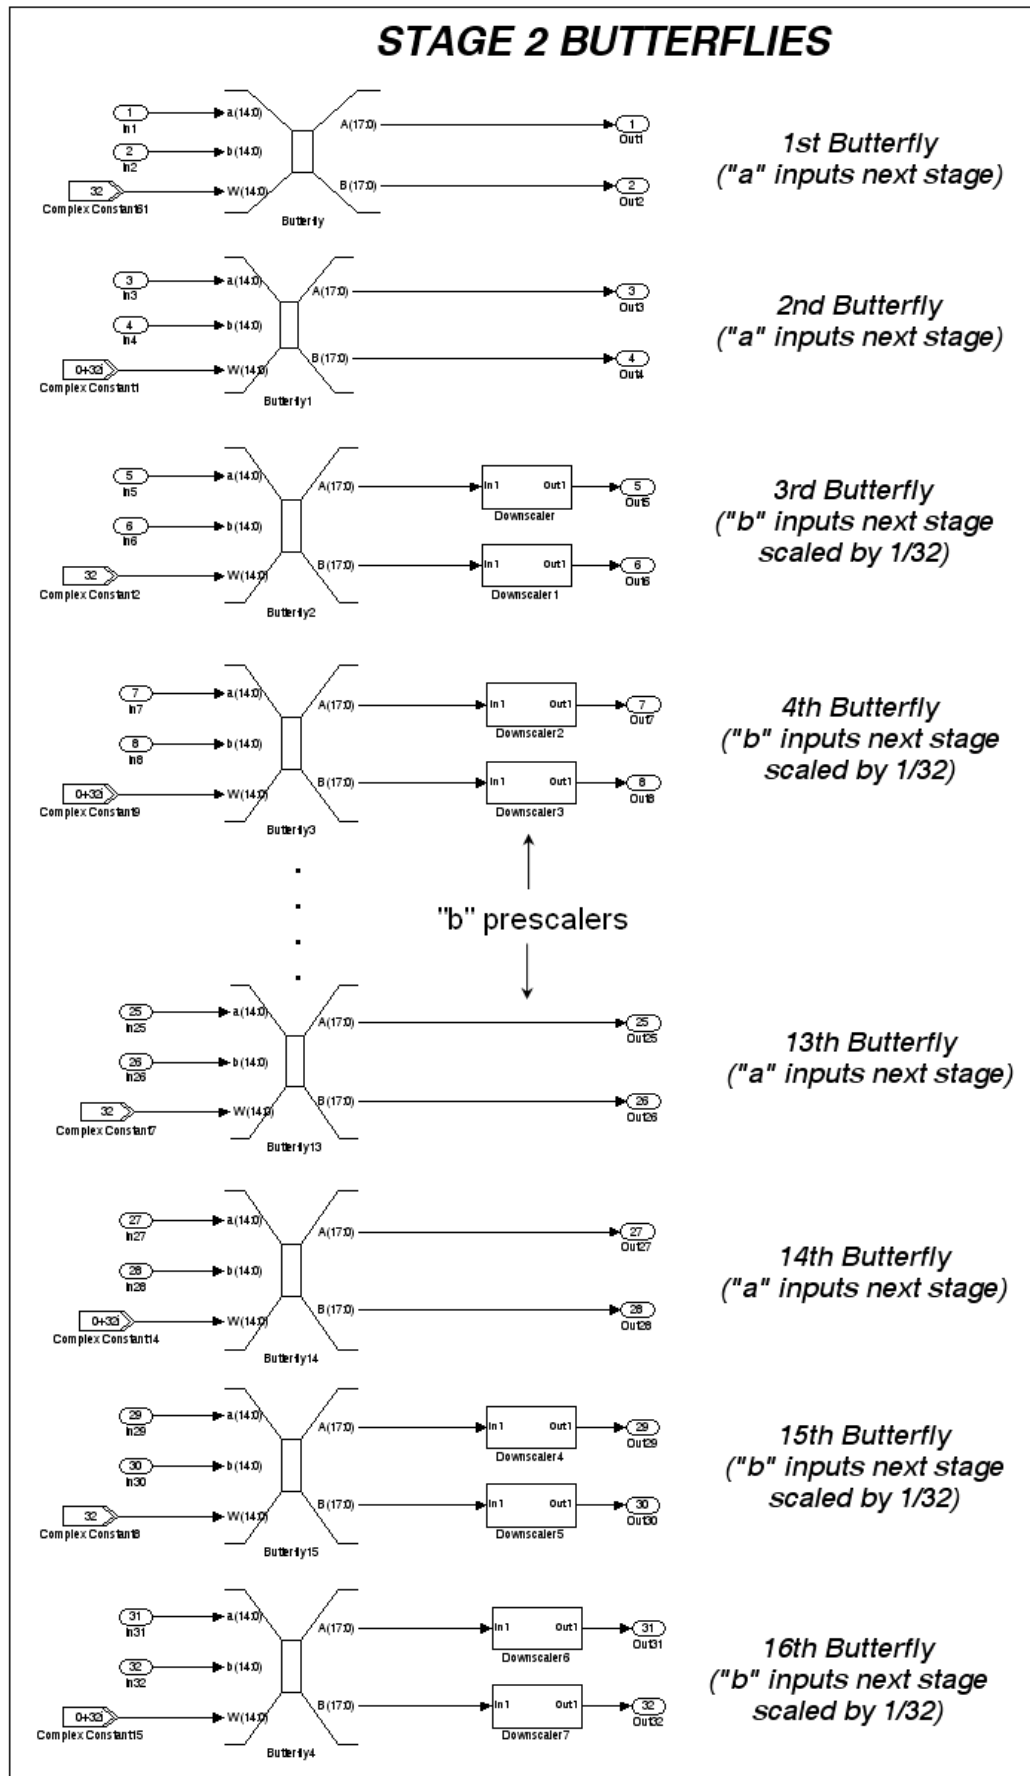 STAGE 2 BUTTERFLIES
1 a(14:0)
In1
A(17:0) 1
Out1
2 b(14:0)
In2
32 W(14:0)
Complex Constant61
B(17:0) 2
Out2
Butterfly
1st Butterfly
("a" inputs next stage)
3 a(14:0)
In3
A(17:0) 3
Out3
4 b(14:0)
In4
0+32i W(14:0)
Complex Constant1
B(17:0) 4
Out4
Butterfly1
2nd Butterfly
("a" inputs next stage)
5 a(14:0)
In5
A(17:0) In1 Out1 5
Downscaler Out5
6 b(14:0)
In6
32 W(14:0)
Complex Constant2
B(17:0) In1 Out1 6
Downscaler1 Out6
Butterfly2
3rd Butterfly
("b" inputs next stage
scaled by 1/32)
7 a(14:0)
In7
A(17:0) In1 Out1 7
Downscaler2 Out7
8 b(14:0)
In8
0+32i W(14:0)
Complex Constant9
B(17:0) In1 Out1 8
Downscaler3 Out8
Butterfly3
4th Butterfly
("b" inputs next stage
scaled by 1/32)
"b" prescalers
25 a(14:0)
In25
A(17:0) 25
Out25
26 b(14:0)
In26
32 W(14:0)
Complex Constant7
B(17:0) 26
Out26
Butterfly13
13th Butterfly
("a" inputs next stage)
27 a(14:0)
In27
A(17:0) 27
Out27
28 b(14:0)
In28
0+32i W(14:0)
Complex Constant14
B(17:0) 28
Out28
Butterfly14
14th Butterfly
("a" inputs next stage)
29 a(14:0)
In29
A(17:0) In1 Out1 29
Downscaler4 Out29
30 b(14:0)
In30
32 W(14:0)
Complex Constant8
B(17:0) In1 Out1 30
Downscaler5 Out30
Butterfly15
15th Butterfly
("b" inputs next stage
scaled by 1/32)
31 a(14:0)
In31
A(17:0) In1 Out1 31
Downscaler6 Out31
32 b(14:0)
In32
0+32i W(14:0)
Complex Constant15
B(17:0) In1 Out1 32
Downscaler7 Out32
Butterfly4
16th Butterfly
("b" inputs next stage
scaled by 1/32)